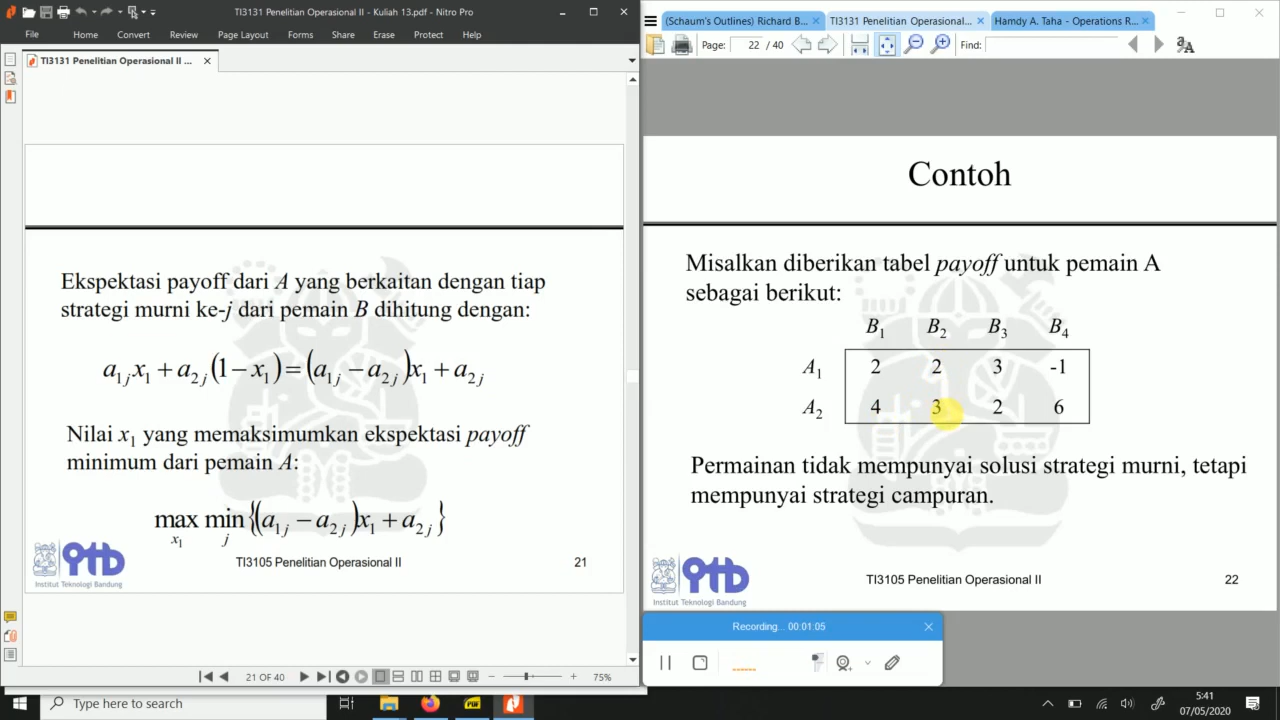 TI3131 Penelitian Operasional II - Kuliah 13.pdf - Nitro Pro
File Home Convert Review Page Layout Forms Share Erase Protect Help
TI3131 Penelitian Operasional II ...
Ekspektasi payoff dari A yang berkaitan dengan tiap
strategi murni ke-j dari pemain B dihitung dengan:
a1jx1 + a2j(1 − x1) = (a1j − a2j)x1 + a2j
Nilai x1 yang memaksimumkan ekspektasi payoff
minimum dari pemain A:
max min{(a1j − a2j)x1 + a2j}
x1 j
Institut Teknologi Bandung
TI3105 Penelitian Operasional II
21
21 OF 40
75%
(Schaum's Outlines) Richard B...
TI3131 Penelitian Operasional...
Hamdy A. Taha - Operations R...
Page: 22 / 40
Find:
Contoh
Misalkan diberikan tabel payoff untuk pemain A
sebagai berikut:
B1 B2 B3 B4
A1 2 2 3 -1
A2 4 3 2 6
Permainan tidak mempunyai solusi strategi murni, tetapi
mempunyai strategi campuran.
Institut Teknologi Bandung
TI3105 Penelitian Operasional II
22
Recording... 00:01:05
Type here to search
PDF
5:41
07/05/2020